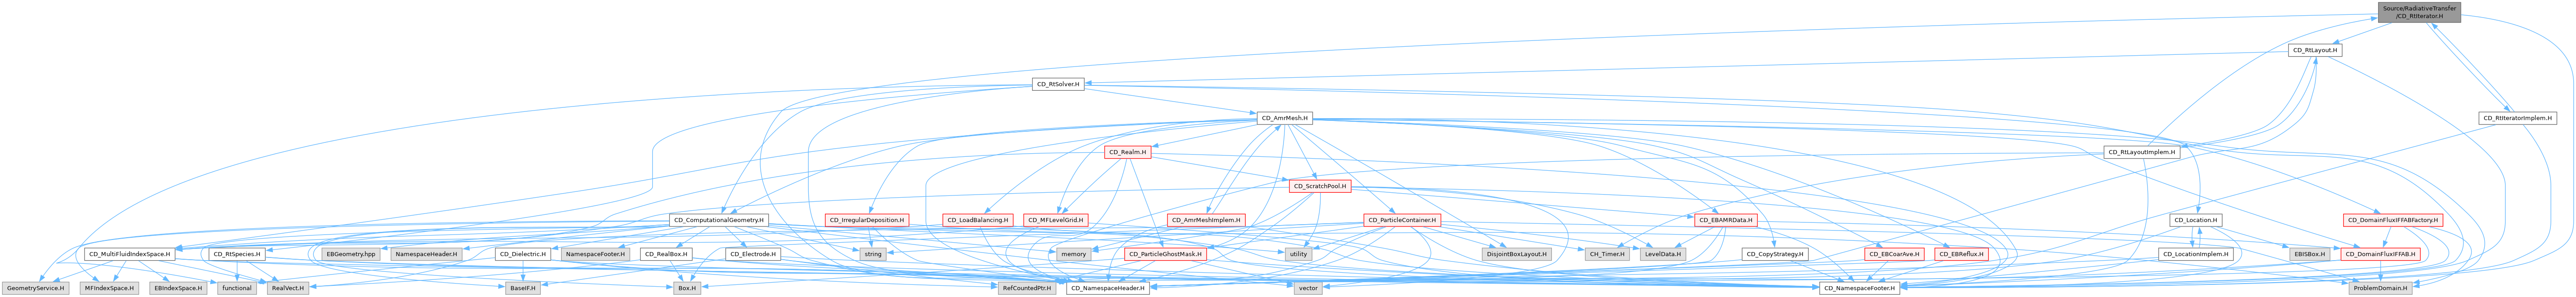 Source/RadiativeTransfer
/CD_RtIterator.H
CD_RtLayout.H
CD_RtSolver.H
CD_AmrMesh.H
CD_RtIteratorImplem.H
CD_Realm.H
CD_RtLayoutImplem.H
CD_ScratchPool.H
CD_ComputationalGeometry.H
CD_IrregularDeposition.H
CD_LoadBalancing.H
CD_MFLevelGrid.H
CD_AmrMeshImplem.H
CD_ParticleContainer.H
CD_EBAMRData.H
CD_Location.H
CD_DomainFluxIFFABFactory.H
CD_MultiFluidIndexSpace.H
CD_RtSpecies.H
EBGeometry.hpp
NamespaceHeader.H
CD_Dielectric.H
NamespaceFooter.H
CD_RealBox.H
CD_Electrode.H
string
memory
CD_ParticleGhostMask.H
utility
DisjointBoxLayout.H
CH_Timer.H
LevelData.H
CD_CopyStrategy.H
CD_EBCoarAve.H
CD_EBReflux.H
CD_LocationImplem.H
EBISBox.H
CD_DomainFluxIFFAB.H
GeometryService.H
MFIndexSpace.H
EBIndexSpace.H
functional
RealVect.H
BaseIF.H
Box.H
RefCountedPtr.H
CD_NamespaceHeader.H
vector
CD_NamespaceFooter.H
ProblemDomain.H